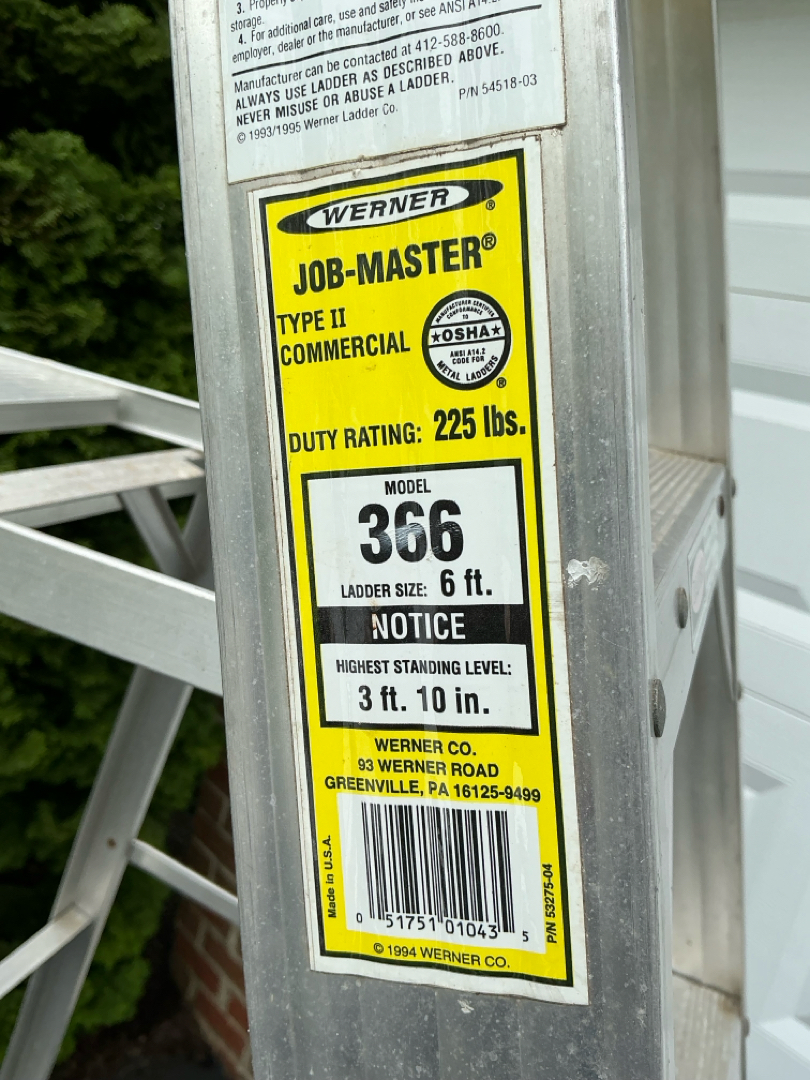 3. Properly
storage.
4. For additional care, use and safety
employer, dealer or the manufacturer, or see ANSI A14.
Manufacturer can be contacted at 412-588-8600.
ALWAYS USE LADDER AS DESCRIBED ABOVE.
NEVER MISUSE OR ABUSE A LADDER.
© 1993/1995 Werner Ladder Co. P/N 54518-03
WERNER ®
JOB-MASTER®
TYPE II
COMMERCIAL
MANUFACTURER CERTIFIES
CONFORMANCE
TO
★OSHA★
ANSI A14.2
CODE FOR
METAL LADDERS
®
DUTY RATING: 225 lbs.
MODEL
366
LADDER SIZE: 6 ft.
NOTICE
HIGHEST STANDING LEVEL:
3 ft. 10 in.
WERNER CO.
93 WERNER ROAD
GREENVILLE, PA 16125-9499
Made in U.S.A.
0 51751 01043 5
P/N 53275-04
© 1994 WERNER CO.